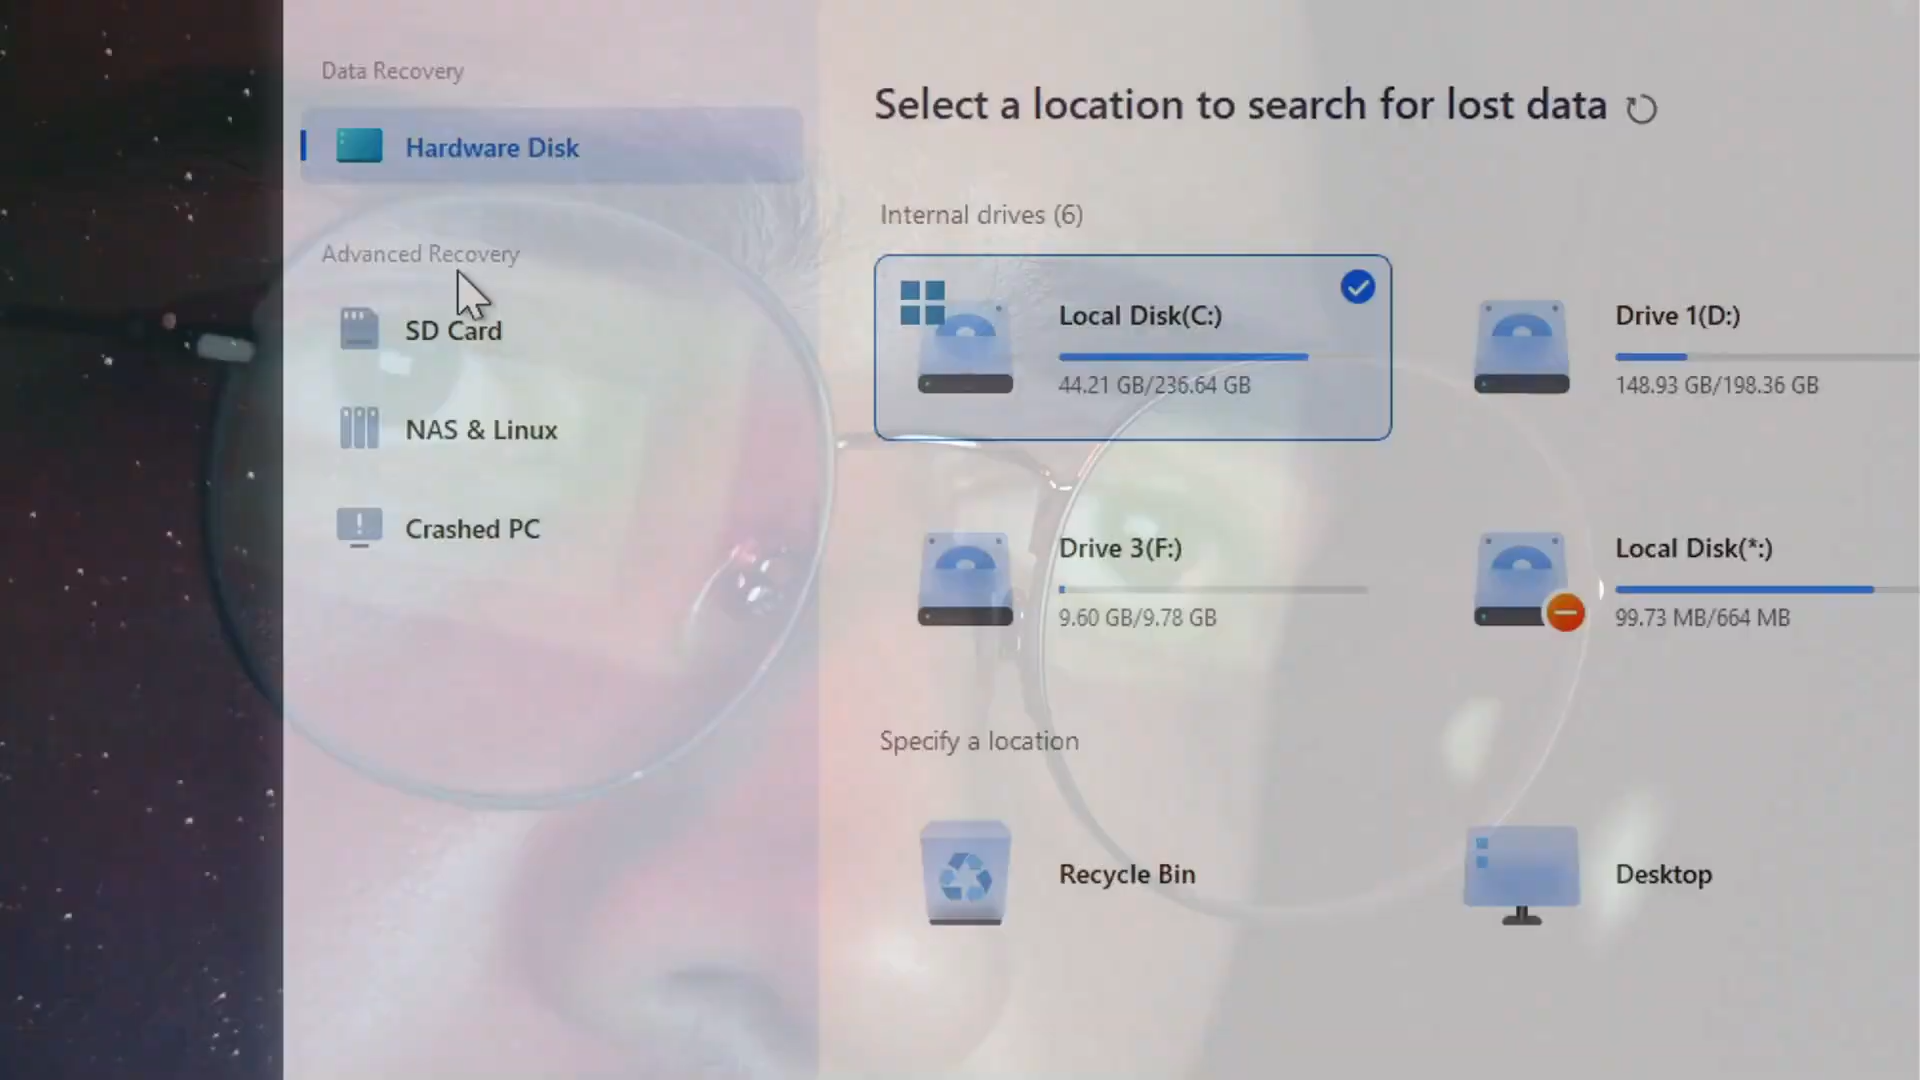 Data Recovery
Hardware Disk
Advanced Recovery
SD Card
NAS & Linux
Crashed PC
Select a location to search for lost data
Internal drives (6)
Local Disk(C:)
44.21 GB/236.64 GB
Drive 1(D:)
148.93 GB/198.36 GB
Drive 3(F:)
9.60 GB/9.78 GB
Local Disk(*:)
99.73 MB/664 MB
Specify a location
Recycle Bin
Desktop